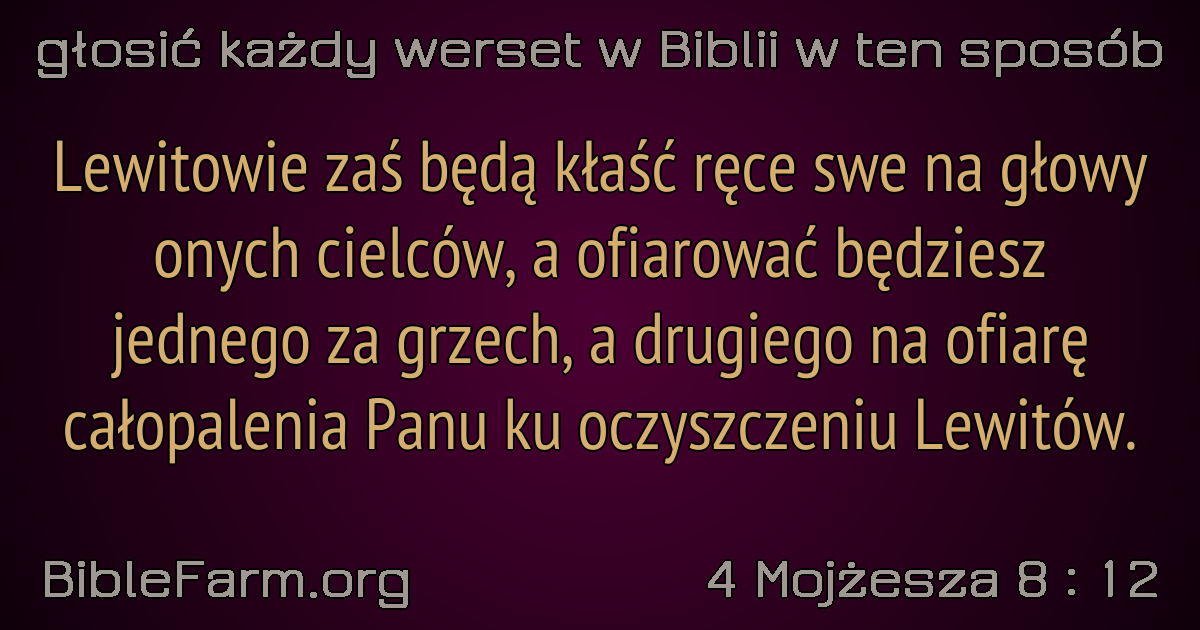 głosić każdy werset w Biblii w ten sposób
Lewitowie zaś będą kłaść ręce swe na głowy
onych cielców, a ofiarować będziesz
jednego za grzech, a drugiego na ofiarę
całopalenia Panu ku oczyszczeniu Lewitów.
BibleFarm.org
4 Mojżesza 8 : 12